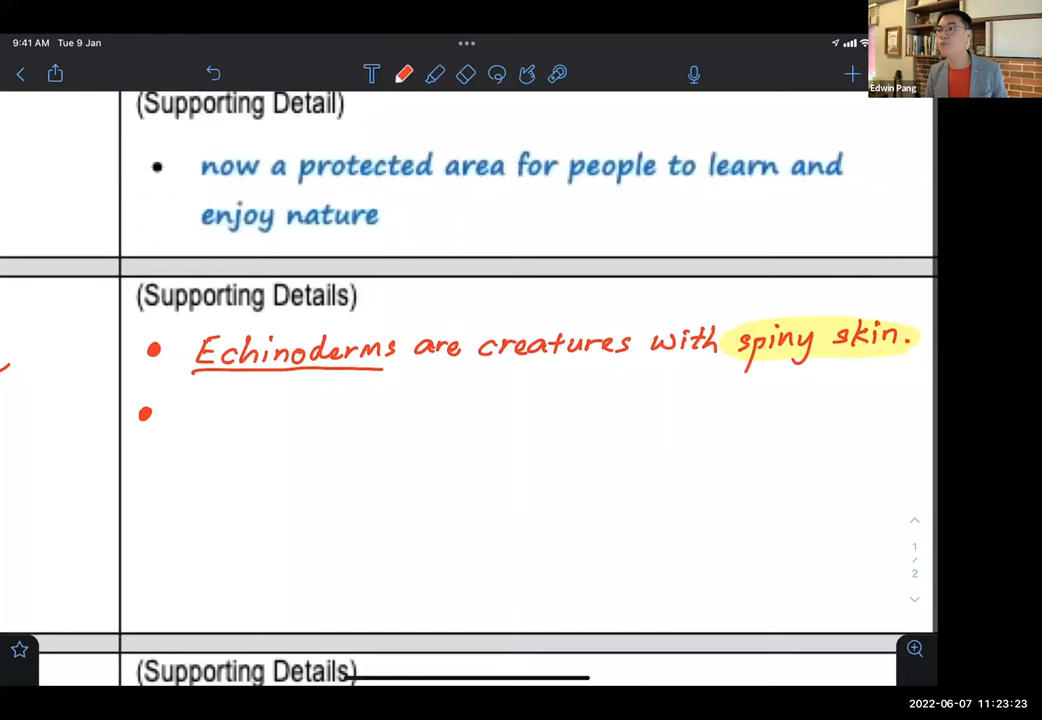 9:41 AM Tue 9 Jan
Edwin Pang
(Supporting Detail)
• now a protected area for people to learn and
enjoy nature
(Supporting Details)
• Echinoderms are creatures with spiny skin.
•
1
/
2
(Supporting Details)
2022-06-07 11:23:23